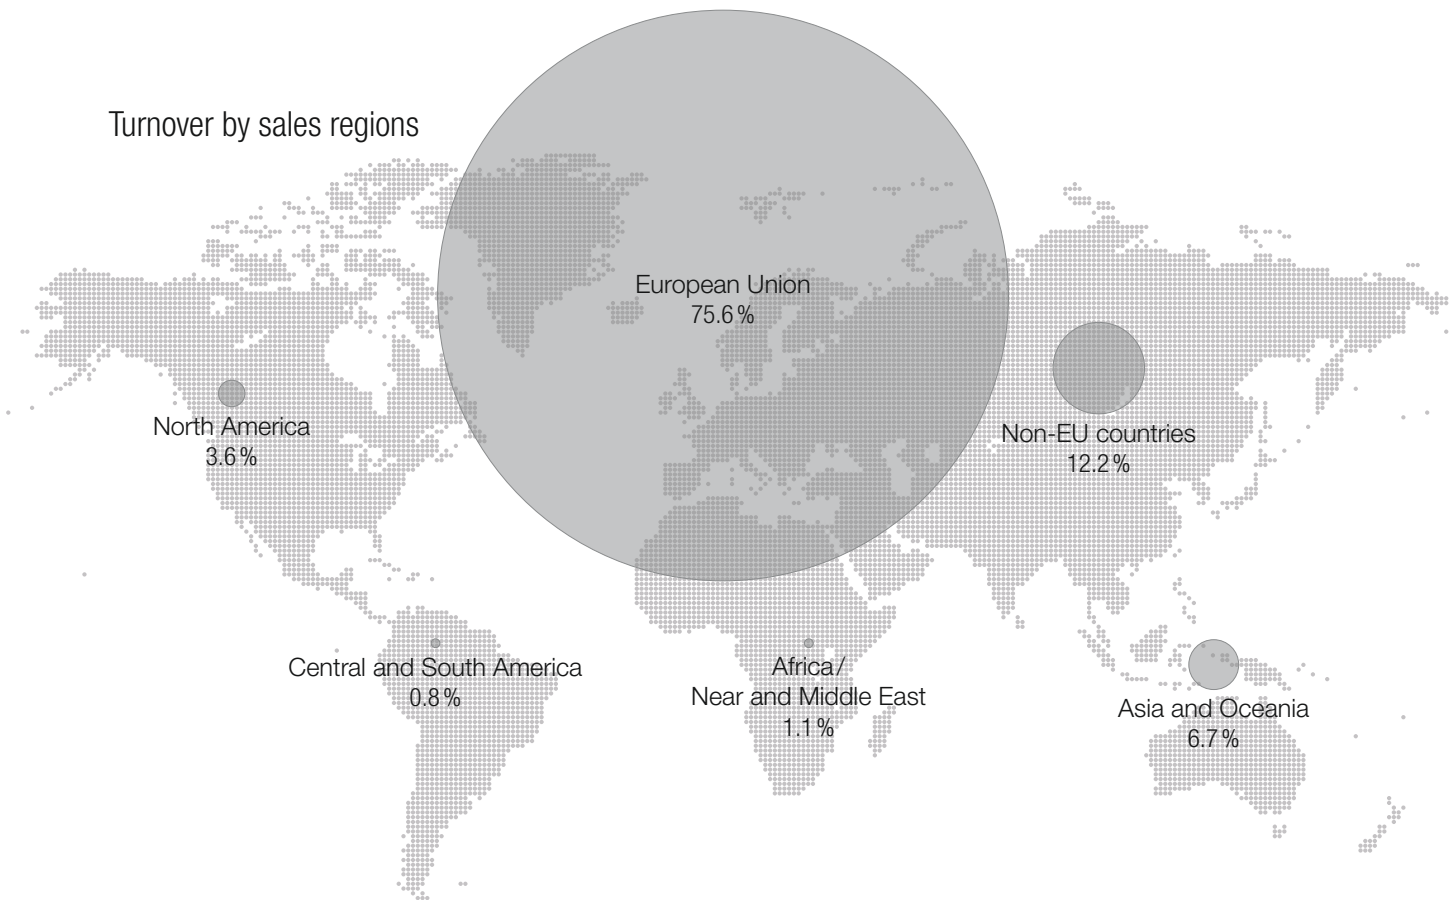 Turnover by sales regions
European Union
75.6 %
North America
3.6 %
Non-EU countries
12.2 %
Central and South America
0.8 %
Africa/
Near and Middle East
1.1 %
Asia and Oceania
6.7 %